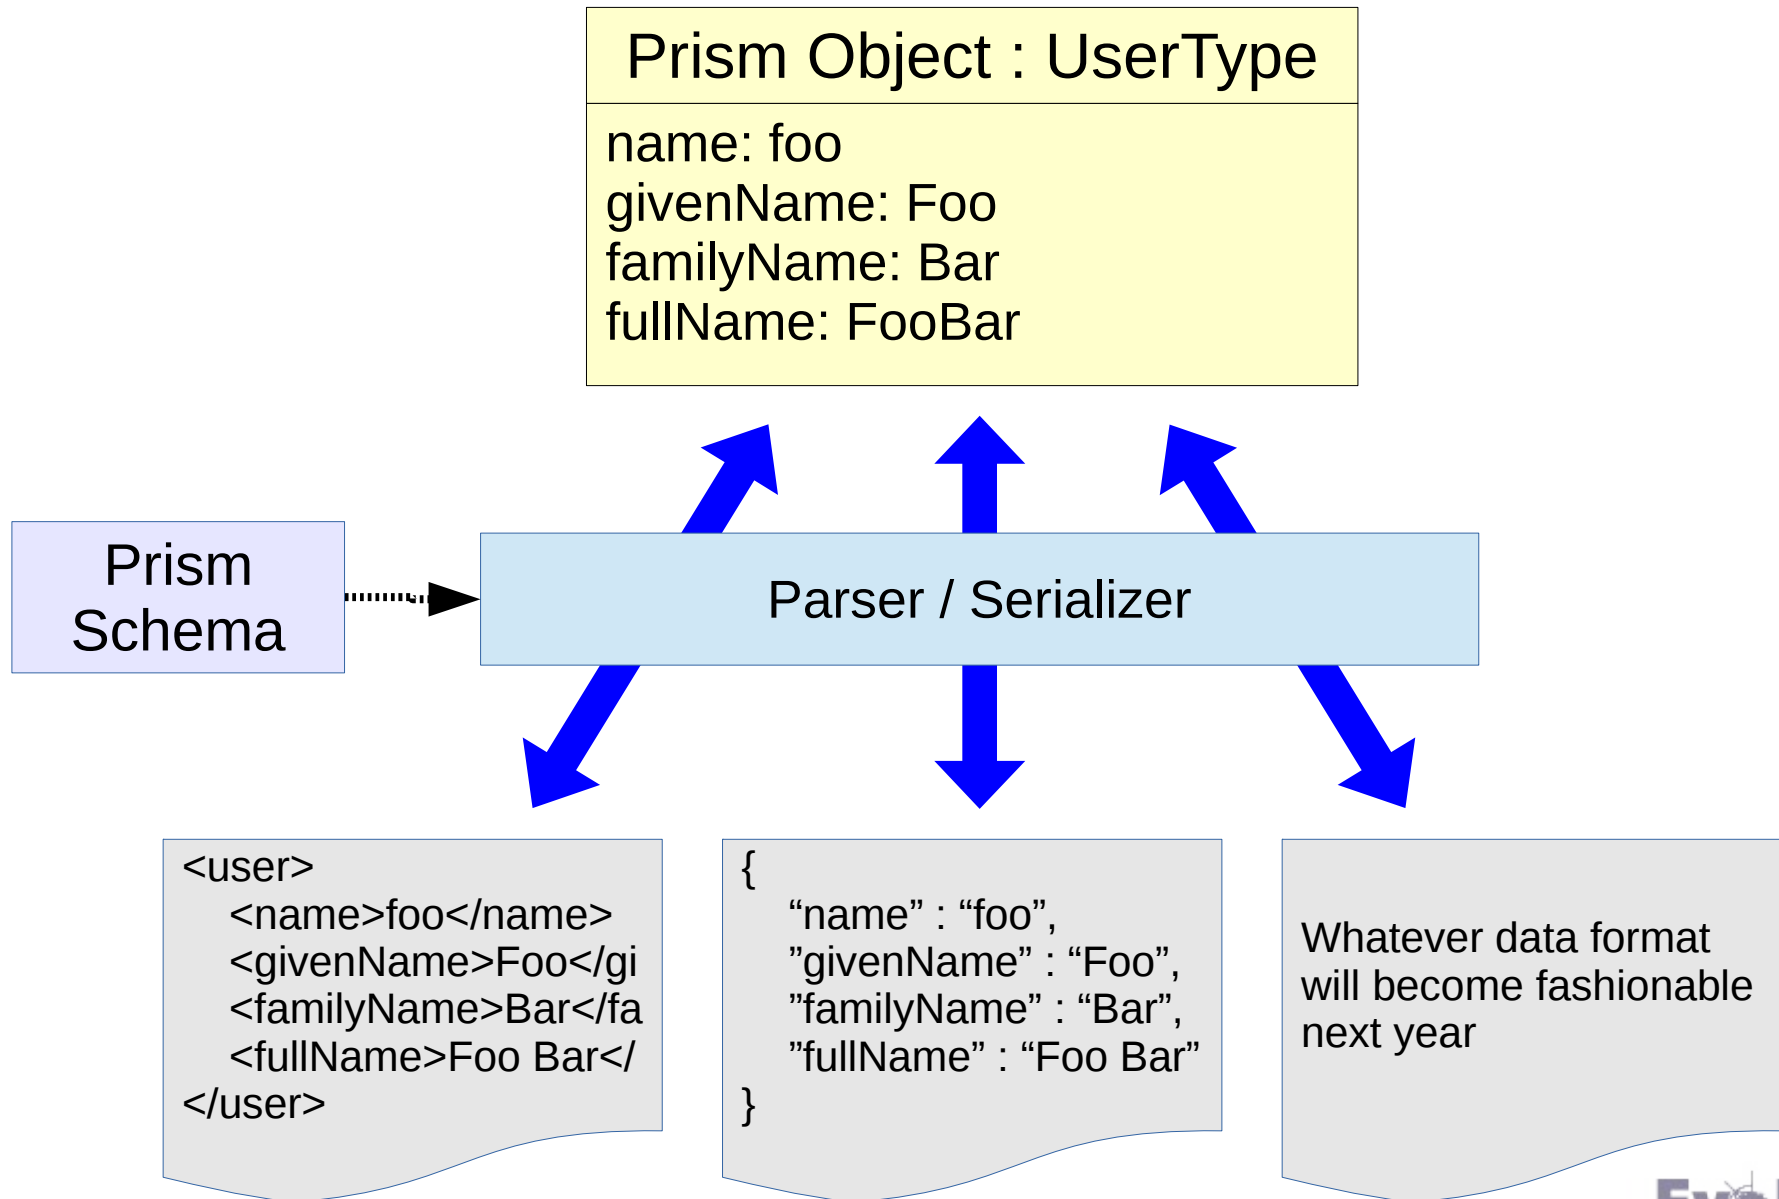 Prism Object : UserType
name: foo
givenName: Foo
familyName: Bar
fullName: FooBar
Prism
Schema
Parser / Serializer
<user>
<name>foo</name>
<givenName>Foo</gi
<familyName>Bar</fa
<fullName>Foo Bar</
</user>
{
“name” : “foo”,
”givenName” : “Foo”,
”familyName” : “Bar”,
”fullName” : “Foo Bar”
}
Whatever data format
will become fashionable
next year